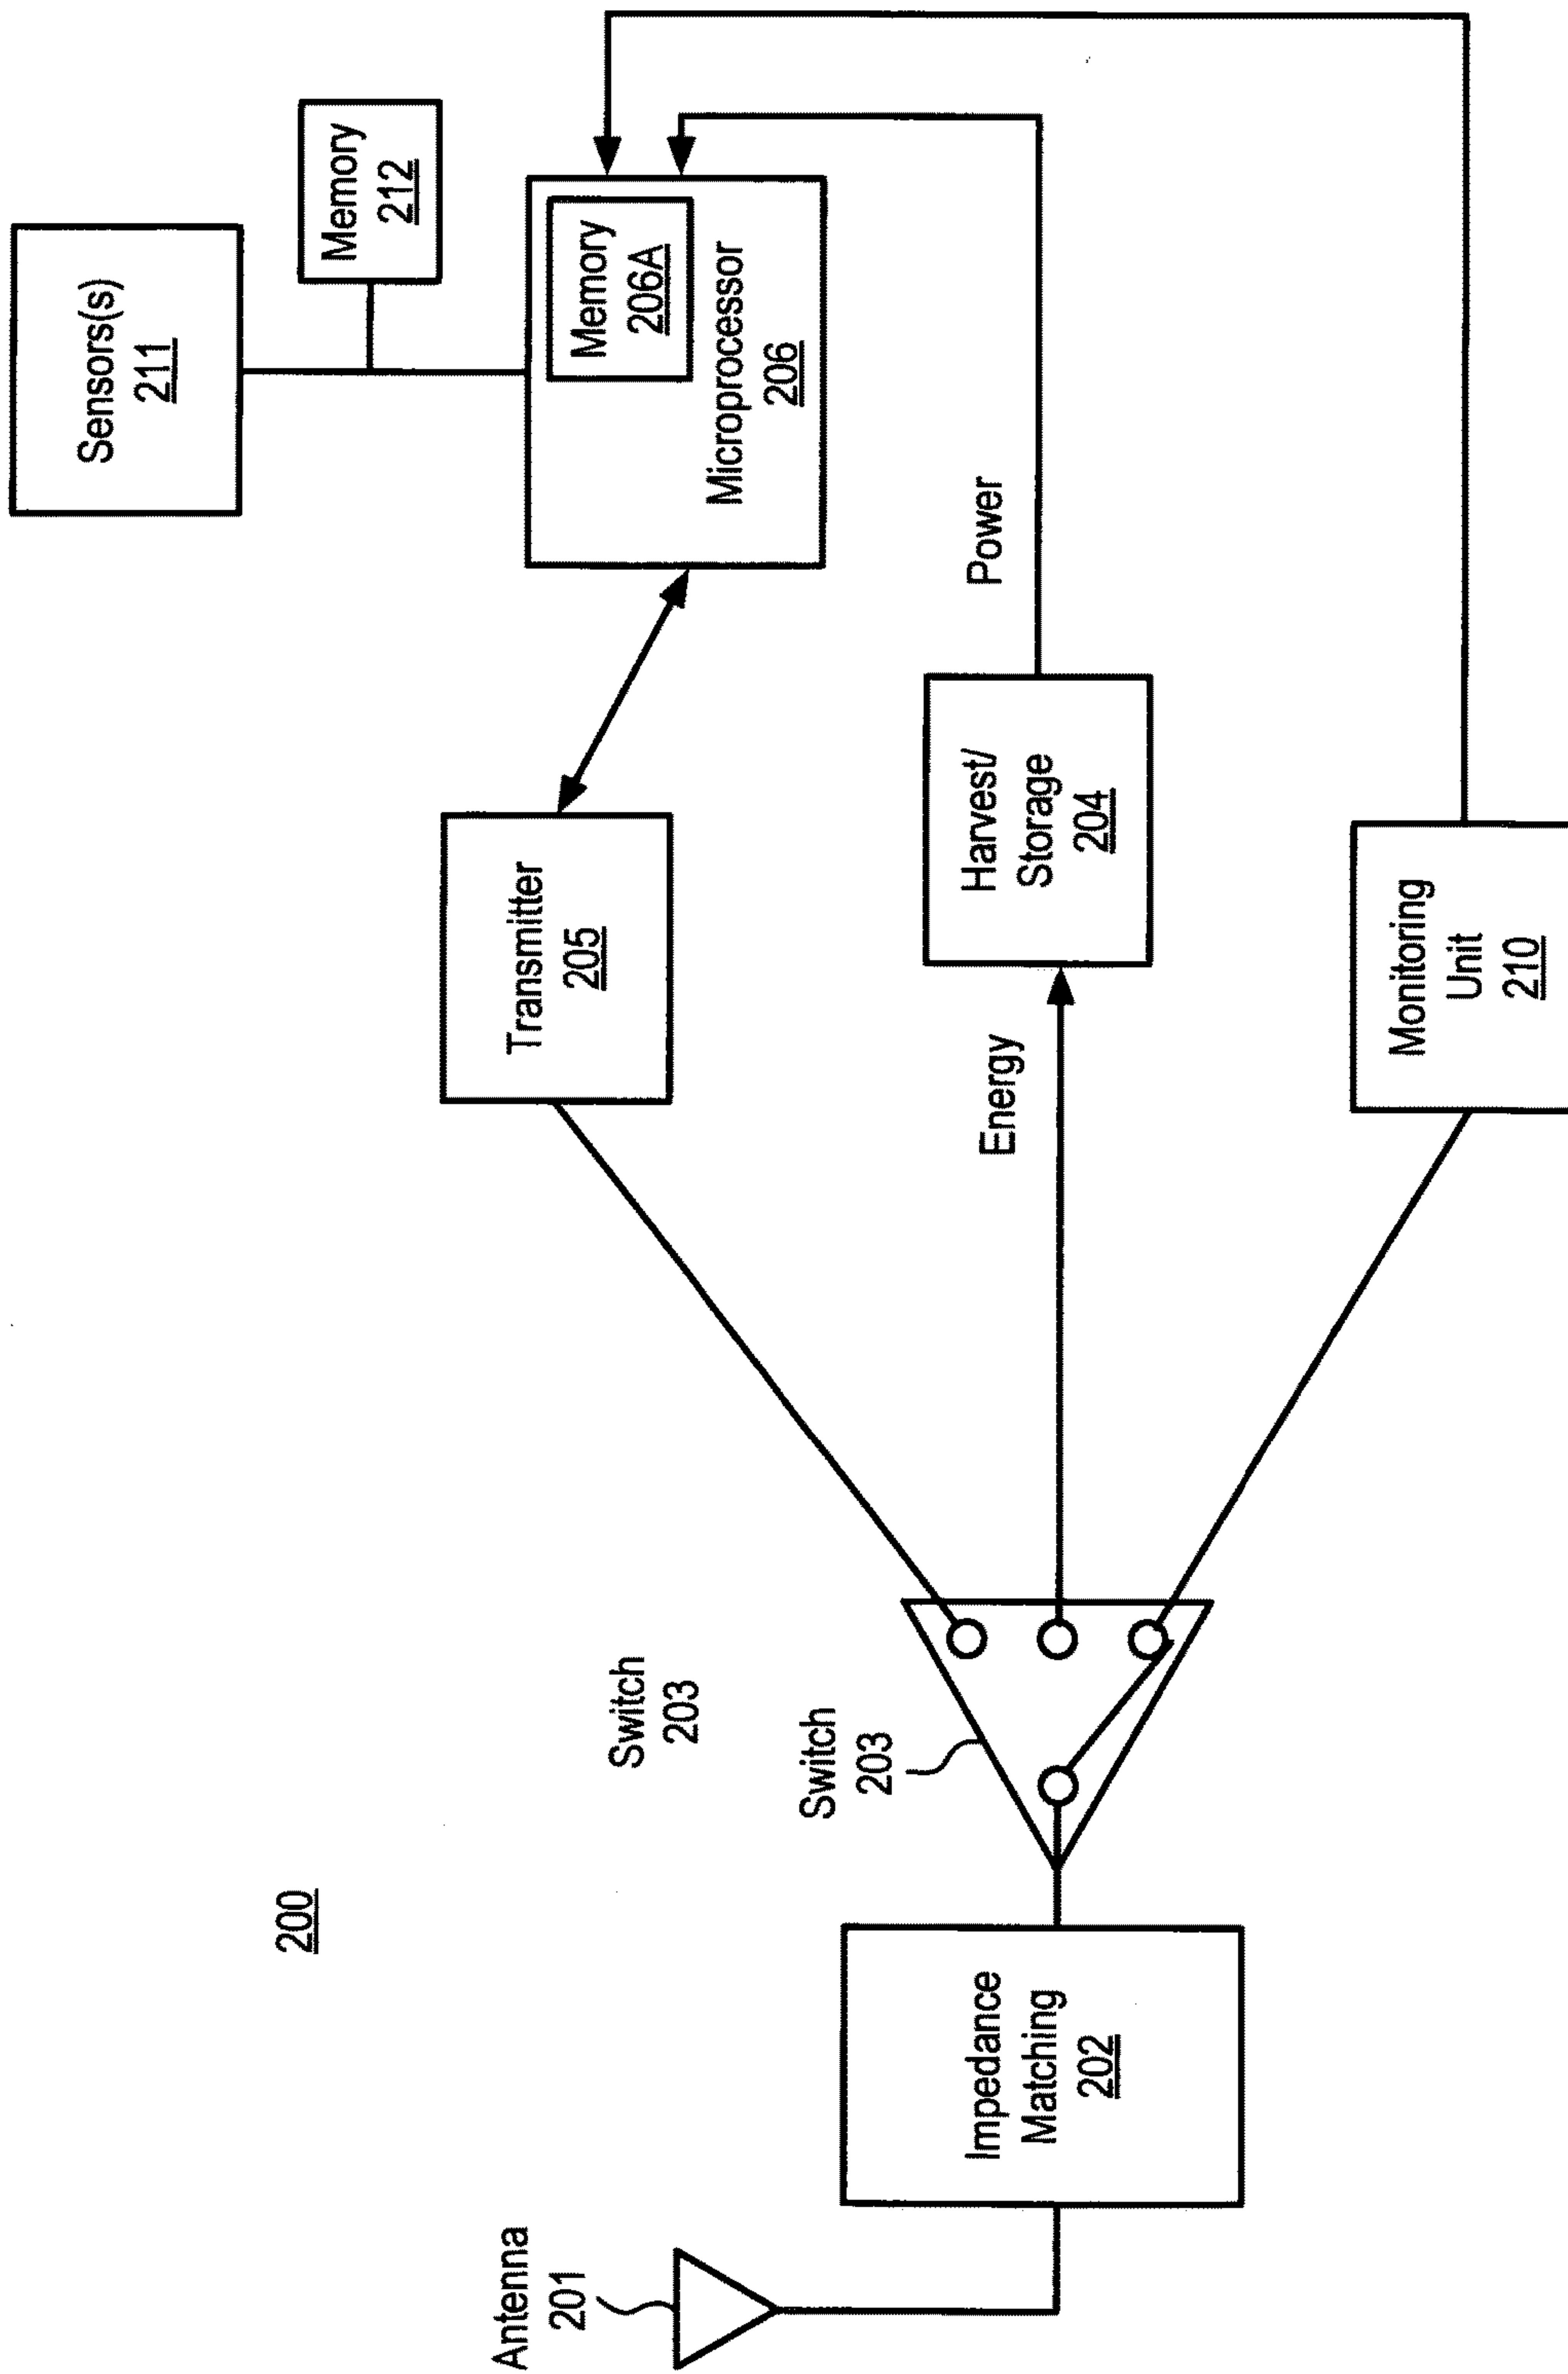 200
Antenna
201
Impedance
Matching
202
Switch
203
Switch
203
Transmitter
205
Energy
Harvest/
Storage
204
Power
Monitoring
Unit
210
Sensors(s)
211
Memory
212
Memory
206A
Microprocessor
206